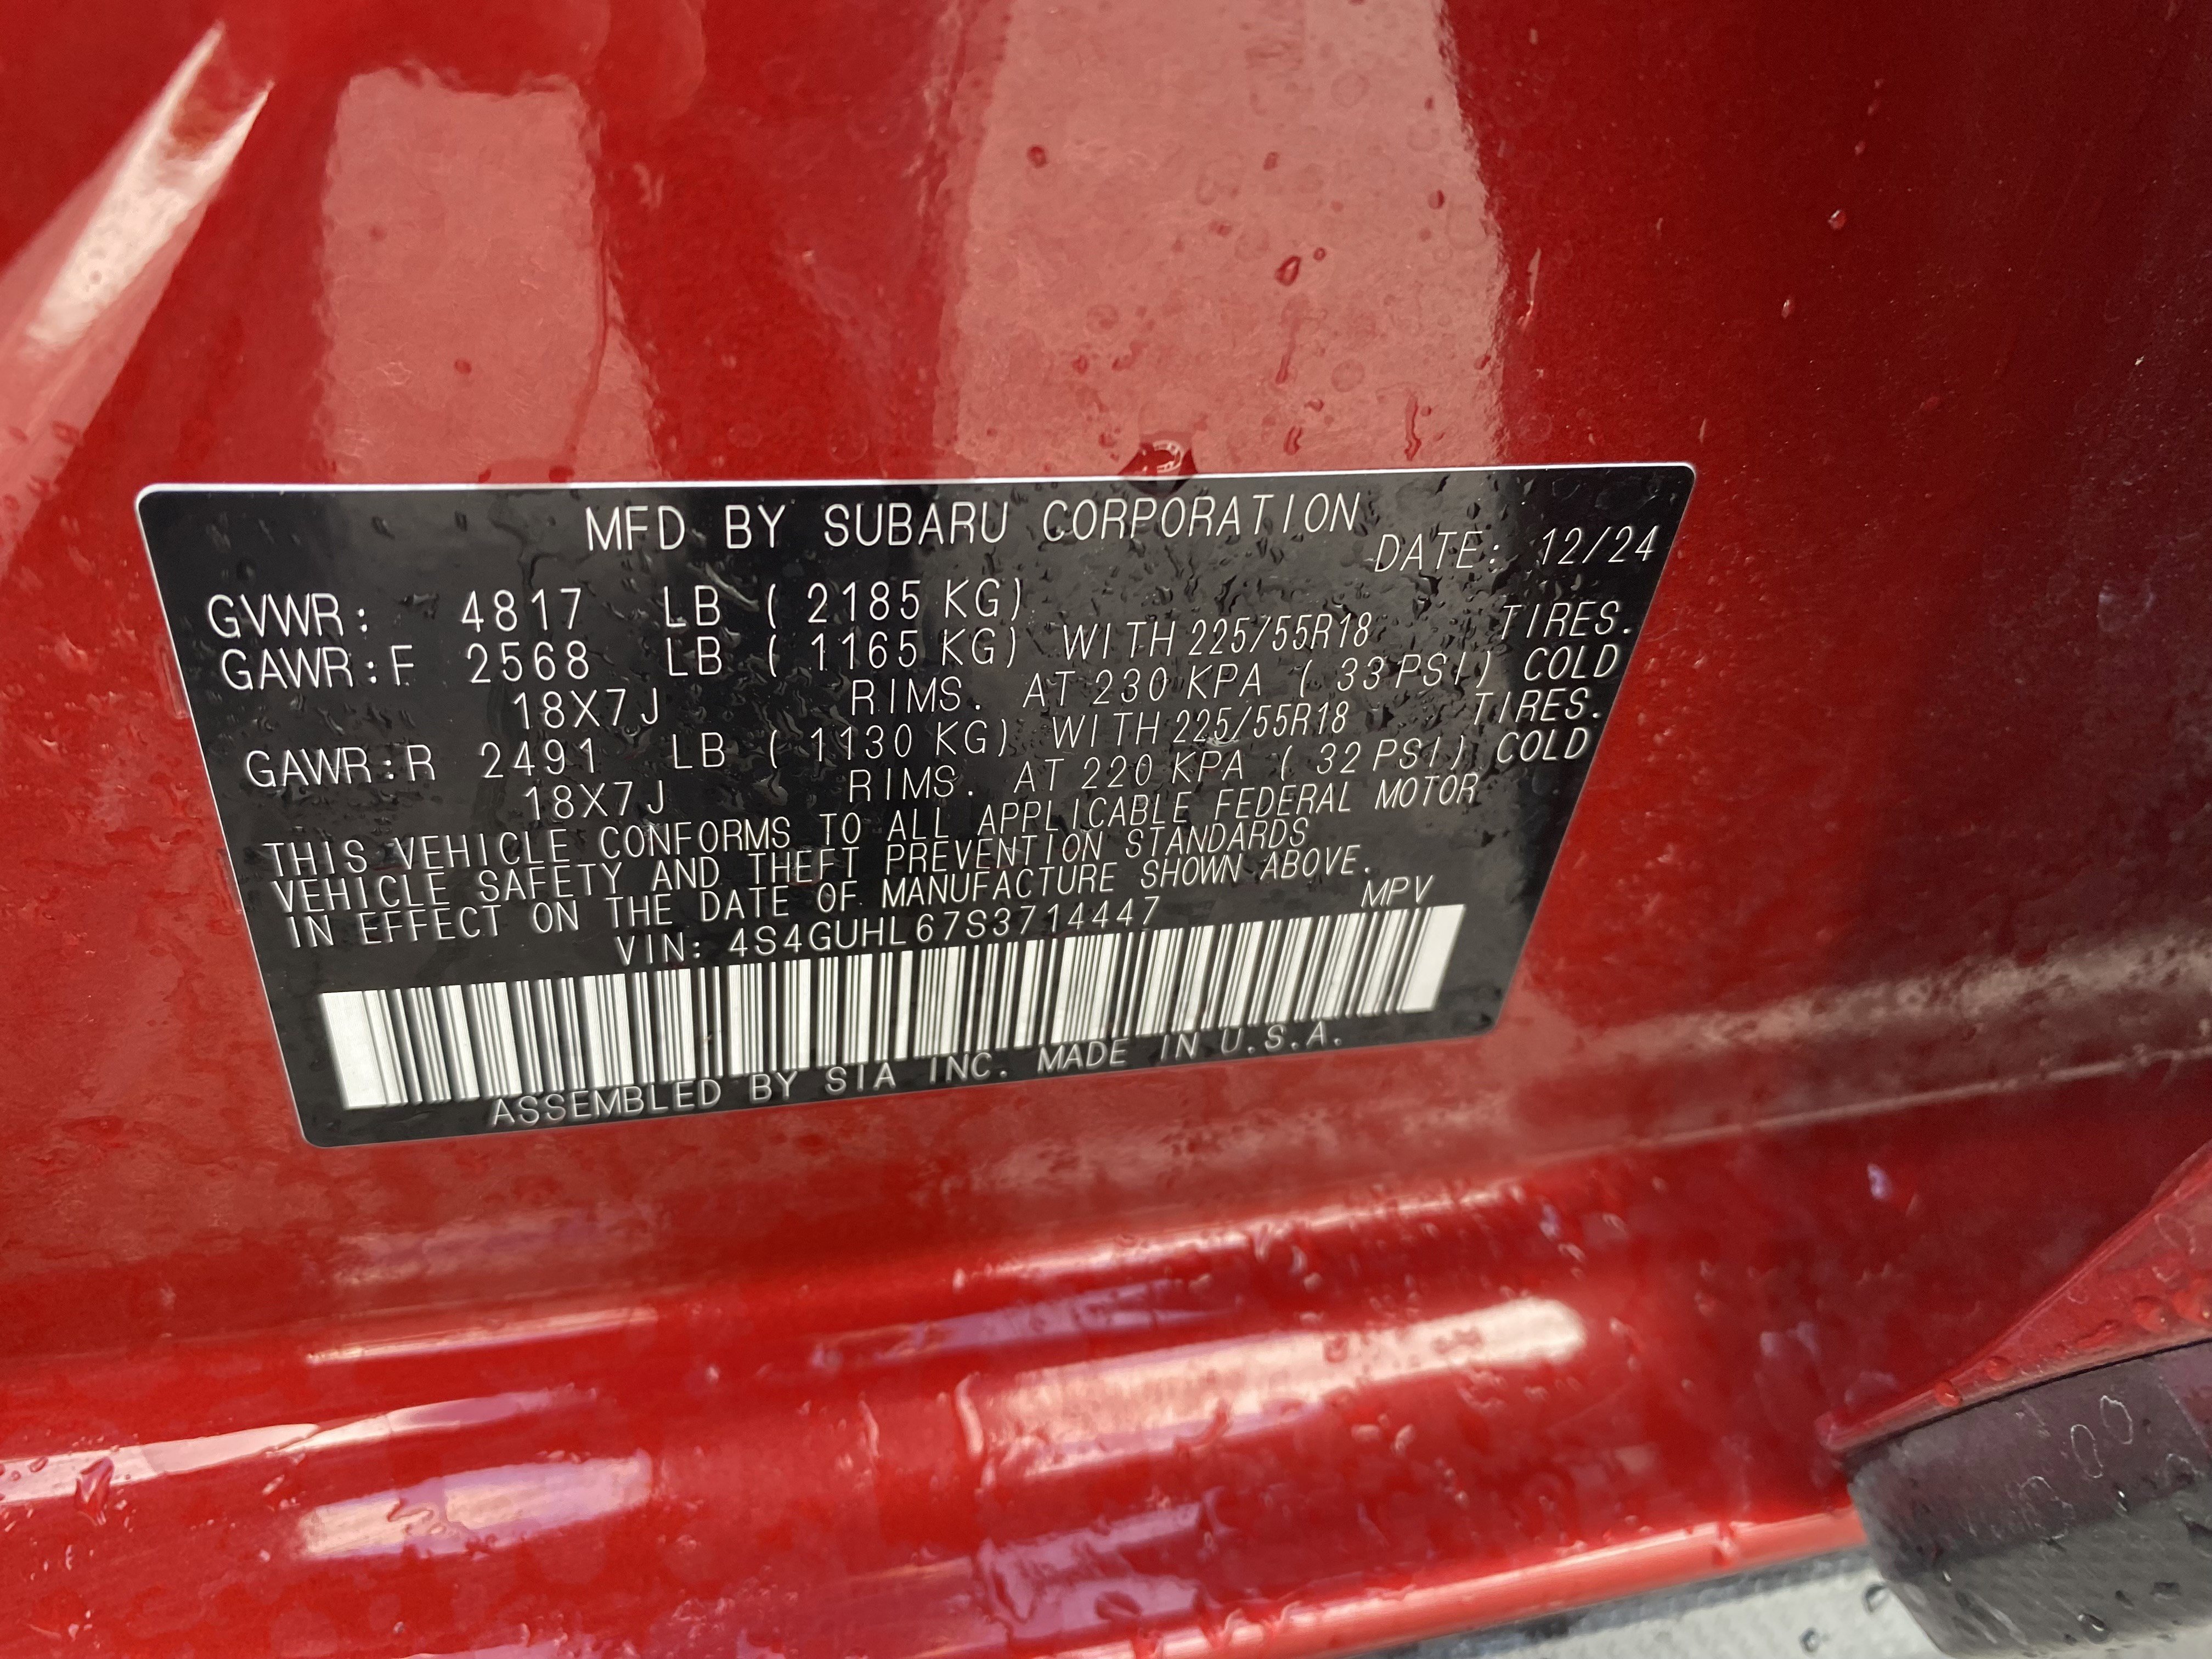 MFD BY SUBARU CORPORATION
DATE: 12/24
GVWR: 4817 LB ( 2185 KG)
GAWR:F 2568 LB ( 1165 KG) WITH 225/55R18 TIRES.
18X7J RIMS. AT 230 KPA ( 33 PSI) COLD
GAWR:R 2491 LB ( 1130 KG) WITH 225/55R18 TIRES.
18X7J RIMS. AT 220 KPA ( 32 PSI) COLD
THIS VEHICLE CONFORMS TO ALL APPLICABLE FEDERAL MOTOR
VEHICLE SAFETY AND THEFT PREVENTION STANDARDS
IN EFFECT ON THE DATE OF MANUFACTURE SHOWN ABOVE.
VIN: 4S4GUHL67S3714447 MPV
ASSEMBLED BY SIA INC. MADE IN U.S.A.